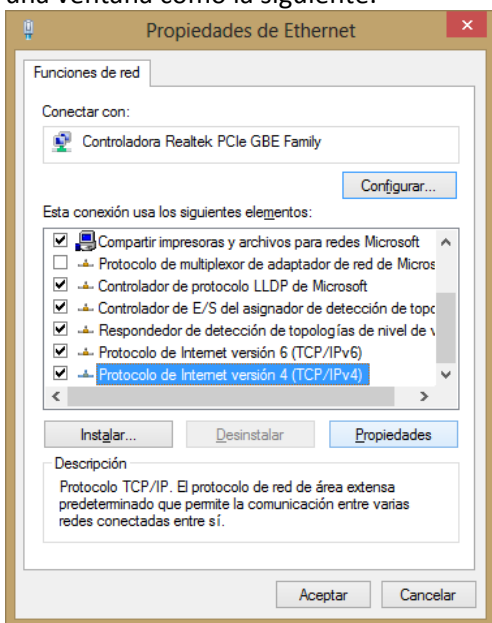 una ventana como la siguiente:
Propiedades de Ethernet
Funciones de red
Conectar con:
Controladora Realtek PCIe GBE Family
Configurar...
Esta conexión usa los siguientes elementos:
Compartir impresoras y archivos para redes Microsoft
Protocolo de multiplexor de adaptador de red de Micros
Controlador de protocolo LLDP de Microsoft
Controlador de E/S del asignador de detección de topo
Respondedor de detección de topologías de nivel de v
Protocolo de Internet versión 6 (TCP/IPv6)
Protocolo de Internet versión 4 (TCP/IPv4)
Instalar... Desinstalar Propiedades
Descripción
Protocolo TCP/IP. El protocolo de red de área extensa
predeterminado que permite la comunicación entre varias
redes conectadas entre sí.
Aceptar Cancelar